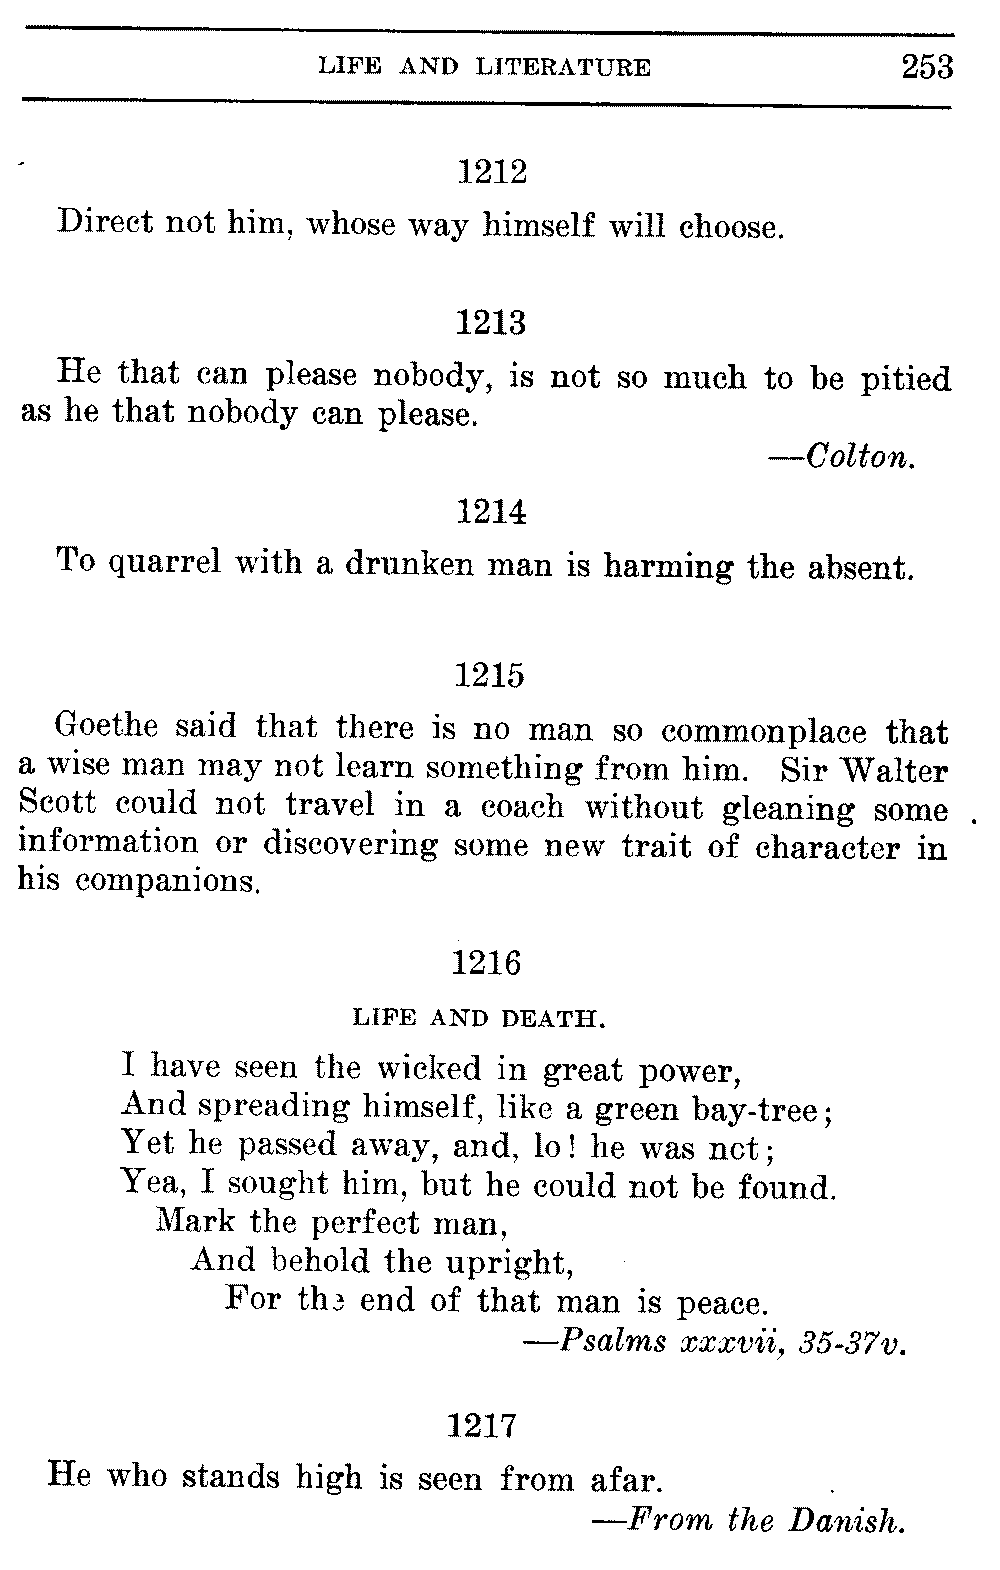 LIFE AND LITERATURE 253
1212
Direct not him, whose way himself will choose.
1213
He that can please nobody, is not so much to be pitied
as he that nobody can please.
—Colton.
1214
To quarrel with a drunken man is harming the absent.
1215
Goethe said that there is no man so commonplace that
a wise man may not learn something from him. Sir Walter
Scott could not travel in a coach without gleaning some
information or discovering some new trait of character in
his companions.
1216
LIFE AND DEATH.
I have seen the wicked in great power,
And spreading himself, like a green bay-tree;
Yet he passed away, and, lo! he was not;
Yea, I sought him, but he could not be found.
Mark the perfect man,
And behold the upright,
For the end of that man is peace.
—Psalms xxxvii, 35-37v.
1217
He who stands high is seen from afar.
—From the Danish.